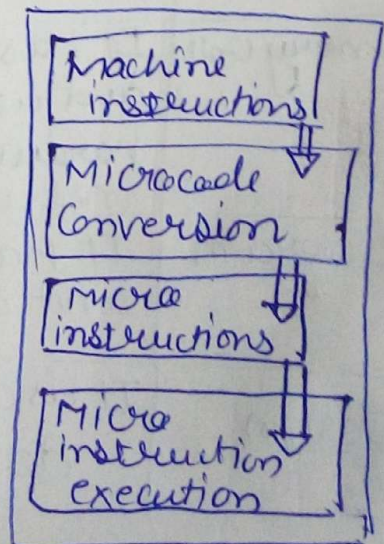 Machine
instructions
Microcode
Conversion
Micro
instructions
Micro
instruction
execution